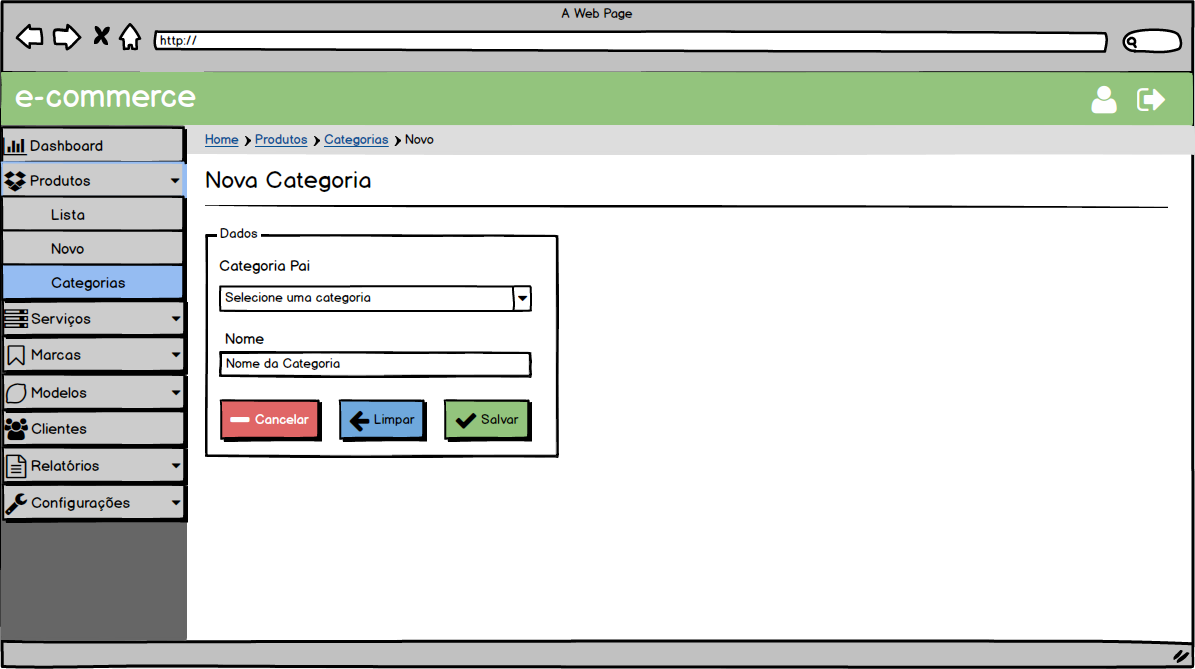 A Web Page
http://
e-commerce
Dashboard
Produtos
Lista
Novo
Categorias
Serviços
Marcas
Modelos
Clientes
Relatórios
Configurações
Home Produtos Categorias Novo
Nova Categoria
Dados
Categoria Pai
Selecione uma categoria
Nome
Nome da Categoria
Cancelar Limpar Salvar